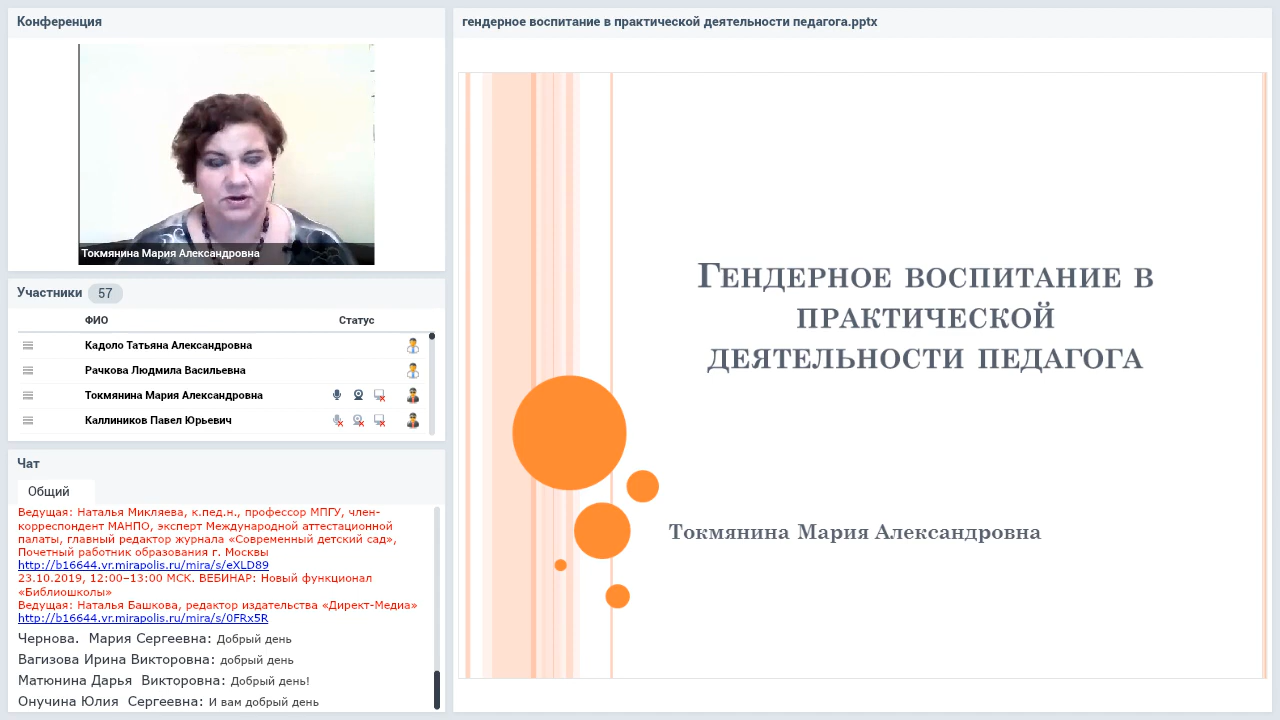 Конференция
Токмянина Мария Александровна
Участники 57
ФИО Статус
Кадоло Татьяна Александровна
Рачкова Людмила Васильевна
Токмянина Мария Александровна
Каллиников Павел Юрьевич
Чат
Общий
Ведущая: Наталья Микляева, к.пед.н., профессор МПГУ, член-
корреспондент МАНПО, эксперт Международной аттестационной
палаты, главный редактор журнала «Современный детский сад»,
Почетный работник образования г. Москвы
http://b16644.vr.mirapolis.ru/mira/s/eXLD89
23.10.2019, 12:00–13:00 МСК. ВЕБИНАР: Новый функционал
«Библиошколы»
Ведущая: Наталья Башкова, редактор издательства «Директ-Медиа»
http://b16644.vr.mirapolis.ru/mira/s/0FRx5R
Чернова.  Мария Сергеевна: Добрый день
Вагизова Ирина Викторовна: добрый день
Матюнина Дарья  Викторовна: Добрый день!
Онучина Юлия  Сергеевна: И вам добрый день
гендерное воспитание в практической деятельности педагога.pptx
Гендерное воспитание в
практической
деятельности педагога
Токмянина Мария Александровна